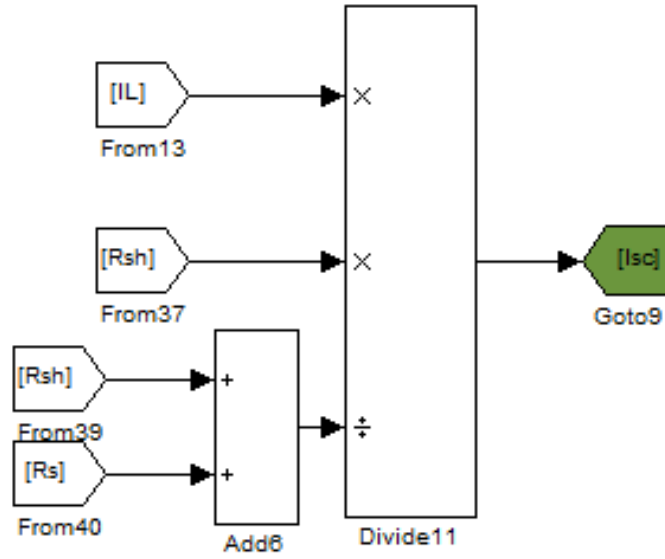 [IL]
From13
×
[Rsh]
From37
×
[Isc]
Goto9
[Rsh]
From39
+
[Rs]
From40
+
Add6
÷
Divide11